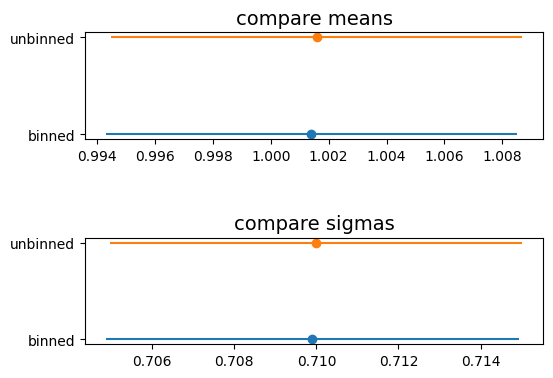 compare means
unbinned
binned
0.994 0.996 0.998 1.000 1.002 1.004 1.006 1.008
compare sigmas
unbinned
binned
0.706 0.708 0.710 0.712 0.714